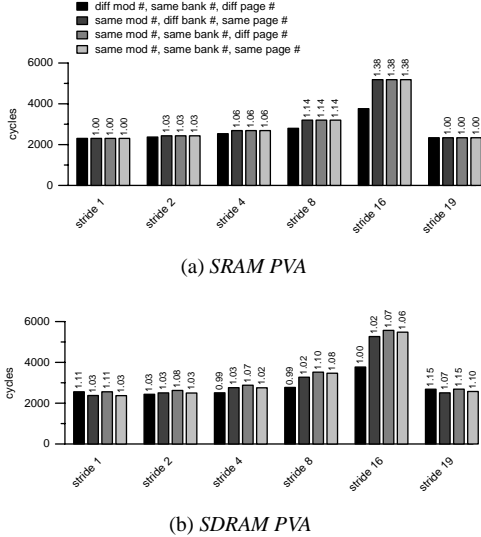 diff mod #, same bank #, diff page #
same mod #, diff bank #, same page #
same mod #, same bank #, diff page #
same mod #, same bank #, same page #
6000
4000
2000
0
cycles
1.00 1.00 1.00
1.03 1.03 1.03
1.06 1.06 1.06
1.14 1.14 1.14
1.38 1.38 1.38
1.00 1.00 1.00
stride 1
stride 2
stride 4
stride 8
stride 16
stride 19
(a) SRAM PVA
6000
4000
2000
0
cycles
1.11 1.03 1.11 1.03
1.03 1.03 1.08 1.03
0.99 1.03 1.07 1.02
0.99 1.02 1.10 1.08
1.00 1.02 1.07 1.06
1.15 1.07 1.15 1.10
stride 1
stride 2
stride 4
stride 8
stride 16
stride 19
(b) SDRAM PVA